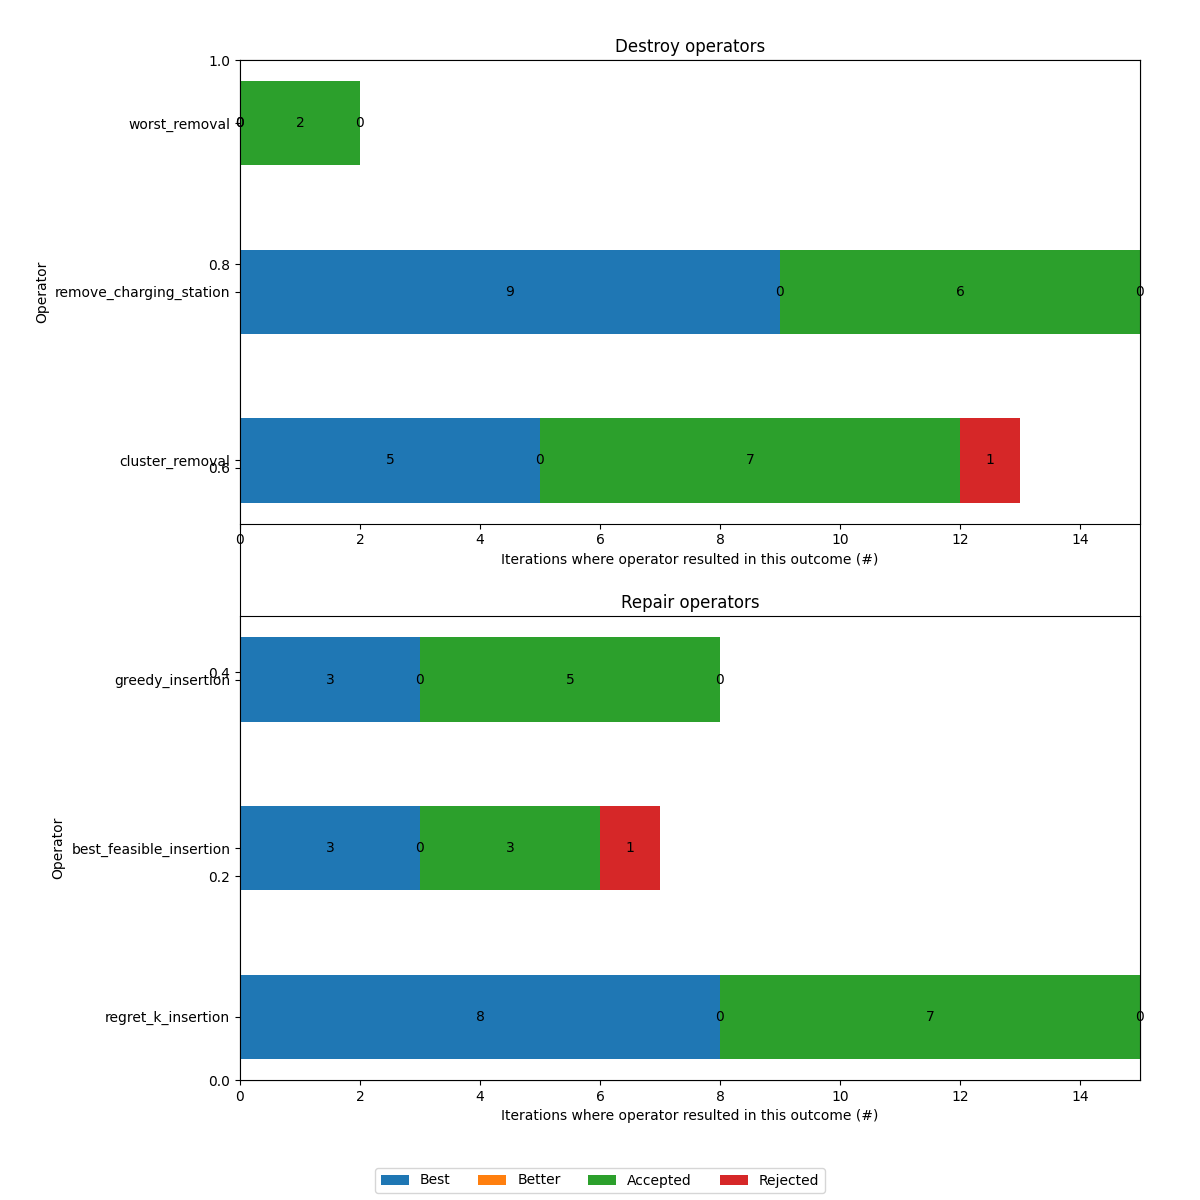 Destroy operators
1.0
worst_removal
0 0 2 0
0.8
remove_charging_station
9 0 6 0
cluster_removal
0.6
5 0 7 1
Operator
0 2 4 6 8 10 12 14
Iterations where operator resulted in this outcome (#)
Repair operators
0.4
greedy_insertion
3 0 5 0
best_feasible_insertion
3 0 3 1
0.2
regret_k_insertion
8 0 7 0
0.0
Operator
0 2 4 6 8 10 12 14
Iterations where operator resulted in this outcome (#)
Best Better Accepted Rejected